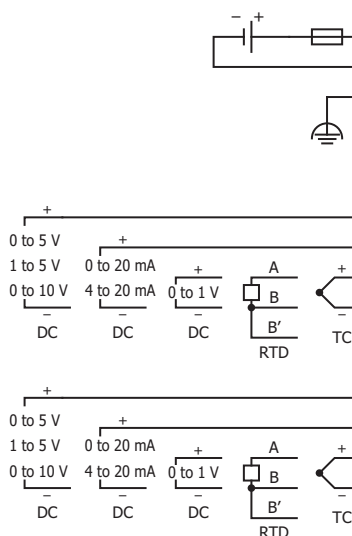 − +
+
0 to 5 V
+
1 to 5 V
0 to 20 mA
+
A
+
0 to 10 V
4 to 20 mA
0 to 1 V
B
−
−
−
B′
−
DC
DC
DC
RTD
TC
+
0 to 5 V
+
1 to 5 V
0 to 20 mA
+
A
+
0 to 10 V
4 to 20 mA
0 to 1 V
B
−
−
−
B′
−
DC
DC
DC
RTD
TC